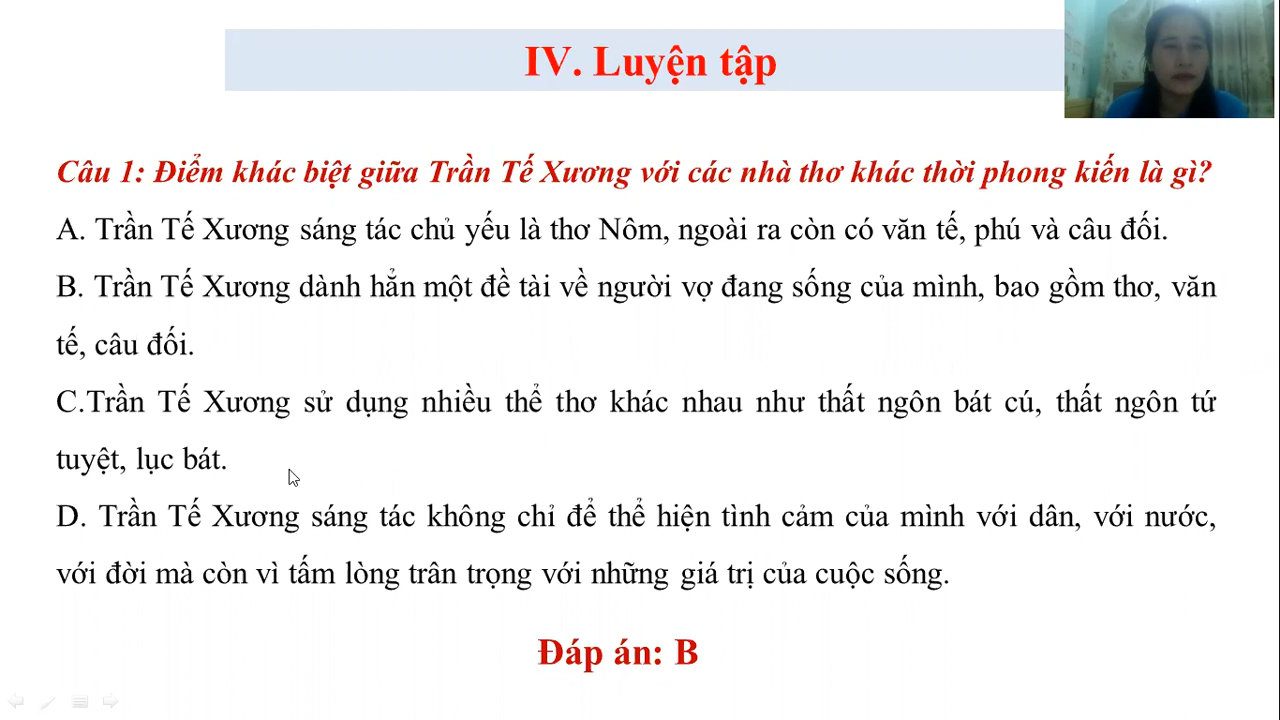 IV. Luyện tập
Câu 1: Điểm khác biệt giữa Trần Tế Xương với các nhà thơ khác thời phong kiến là gì?
A. Trần Tế Xương sáng tác chủ yếu là thơ Nôm, ngoài ra còn có văn tế, phú và câu đối.
B. Trần Tế Xương dành hẳn một đề tài về người vợ đang sống của mình, bao gồm thơ, văn
tế, câu đối.
C.Trần Tế Xương sử dụng nhiều thể thơ khác nhau như thất ngôn bát cú, thất ngôn tứ
tuyệt, lục bát.
D. Trần Tế Xương sáng tác không chỉ để thể hiện tình cảm của mình với dân, với nước,
với đời mà còn vì tấm lòng trân trọng với những giá trị của cuộc sống.
Đáp án: B